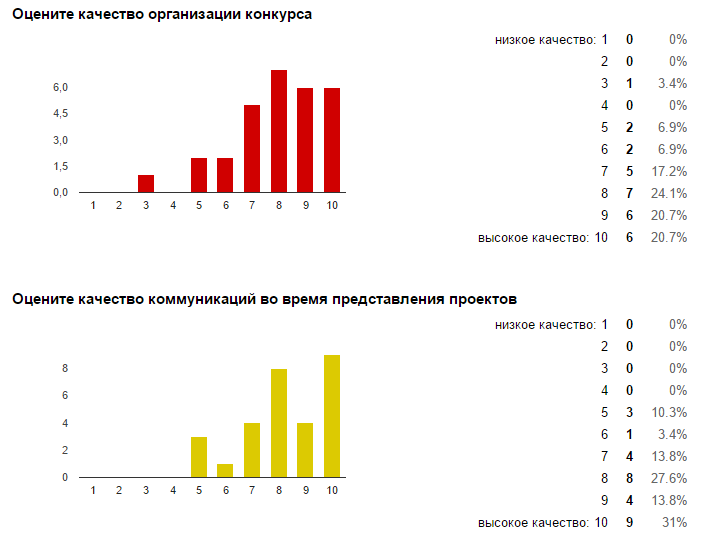 Оцените качество организации конкурса
низкое качество: 1 0 0%
2 0 0%
3 1 3.4%
4 0 0%
5 2 6.9%
6 2 6.9%
7 5 17.2%
8 7 24.1%
9 6 20.7%
высокое качество: 10 6 20.7%
6,0
4,5
3,0
1,5
0,0
1 2 3 4 5 6 7 8 9 10
Оцените качество коммуникаций во время представления проектов
низкое качество: 1 0 0%
2 0 0%
3 0 0%
4 0 0%
5 3 10.3%
6 1 3.4%
7 4 13.8%
8 8 27.6%
9 4 13.8%
высокое качество: 10 9 31%
8
6
4
2
0
1 2 3 4 5 6 7 8 9 10